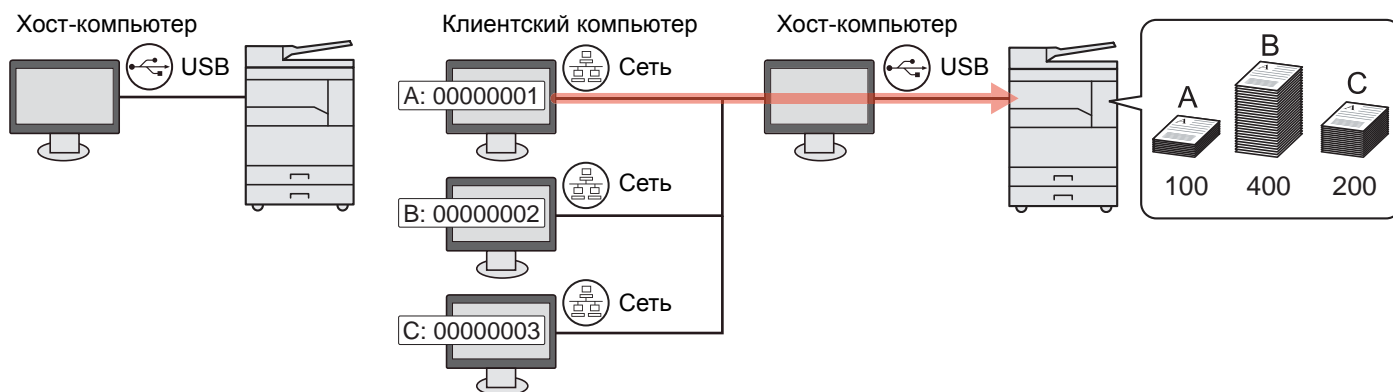 Хост-компьютер
USB
Клиентский компьютер
A: 00000001
Сеть
B: 00000002
Сеть
C: 00000003
Сеть
Хост-компьютер
USB
A
B
C
100
400
200